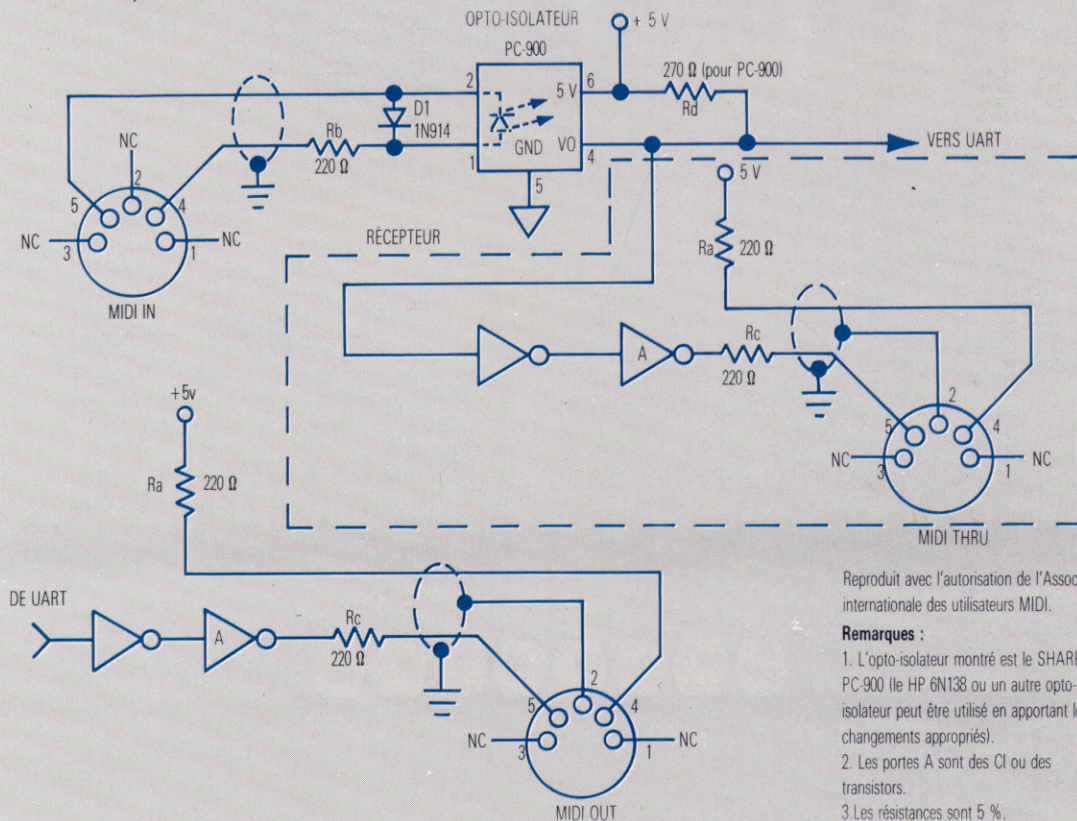 OPTO-ISOLATEUR
PC-900
+ 5 V
270 Ω (pour PC-900)
Rd
2
6
5 V
D1
1N914
GND
VO
1
4
5
VERS UART
Rb
220 Ω
NC
2
5
4
NC
3
1
NC
MIDI IN
RÉCEPTEUR
5 V
Ra
220 Ω
A
Rc
220 Ω
2
5
4
NC
3
1
NC
MIDI THRU
+5v
Ra
220 Ω
DE UART
A
Rc
220 Ω
2
5
4
NC
3
1
NC
MIDI OUT
Reproduit avec l'autorisation de l'Assoc
internationale des utilisateurs MIDI.
Remarques :
1. L'opto-isolateur montré est le SHARP
PC-900 (le HP 6N138 ou un autre opto-
isolateur peut être utilisé en apportant le
changements appropriés).
2. Les portes A sont des CI ou des
transistors.
3.Les résistances sont 5 %.